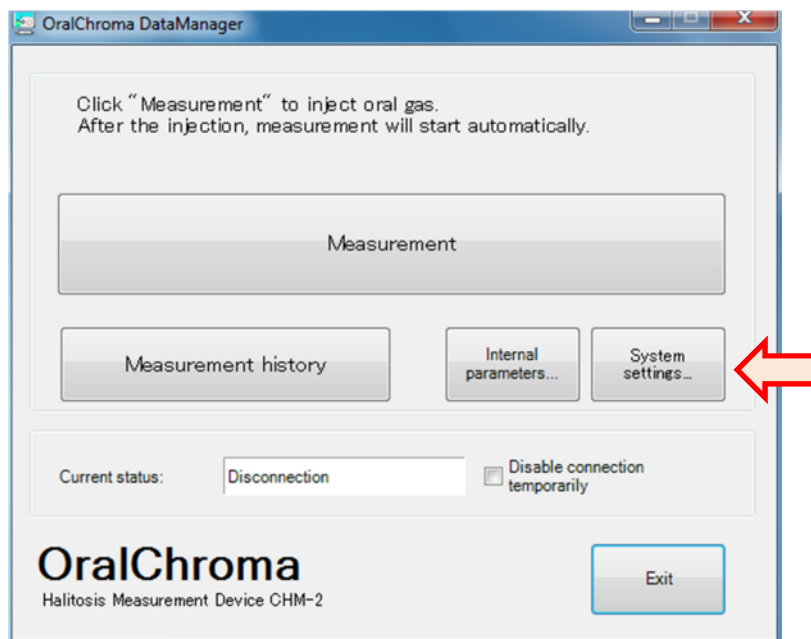 OralChroma DataManager
Click "Measurement" to inject oral gas.
After the injection, measurement will start automatically.
Measurement
Measurement history
Internal
parameters...
System
settings...
Current status:
Disconnection
Disable connection
temporarily
OralChroma
Halitosis Measurement Device CHM-2
Exit